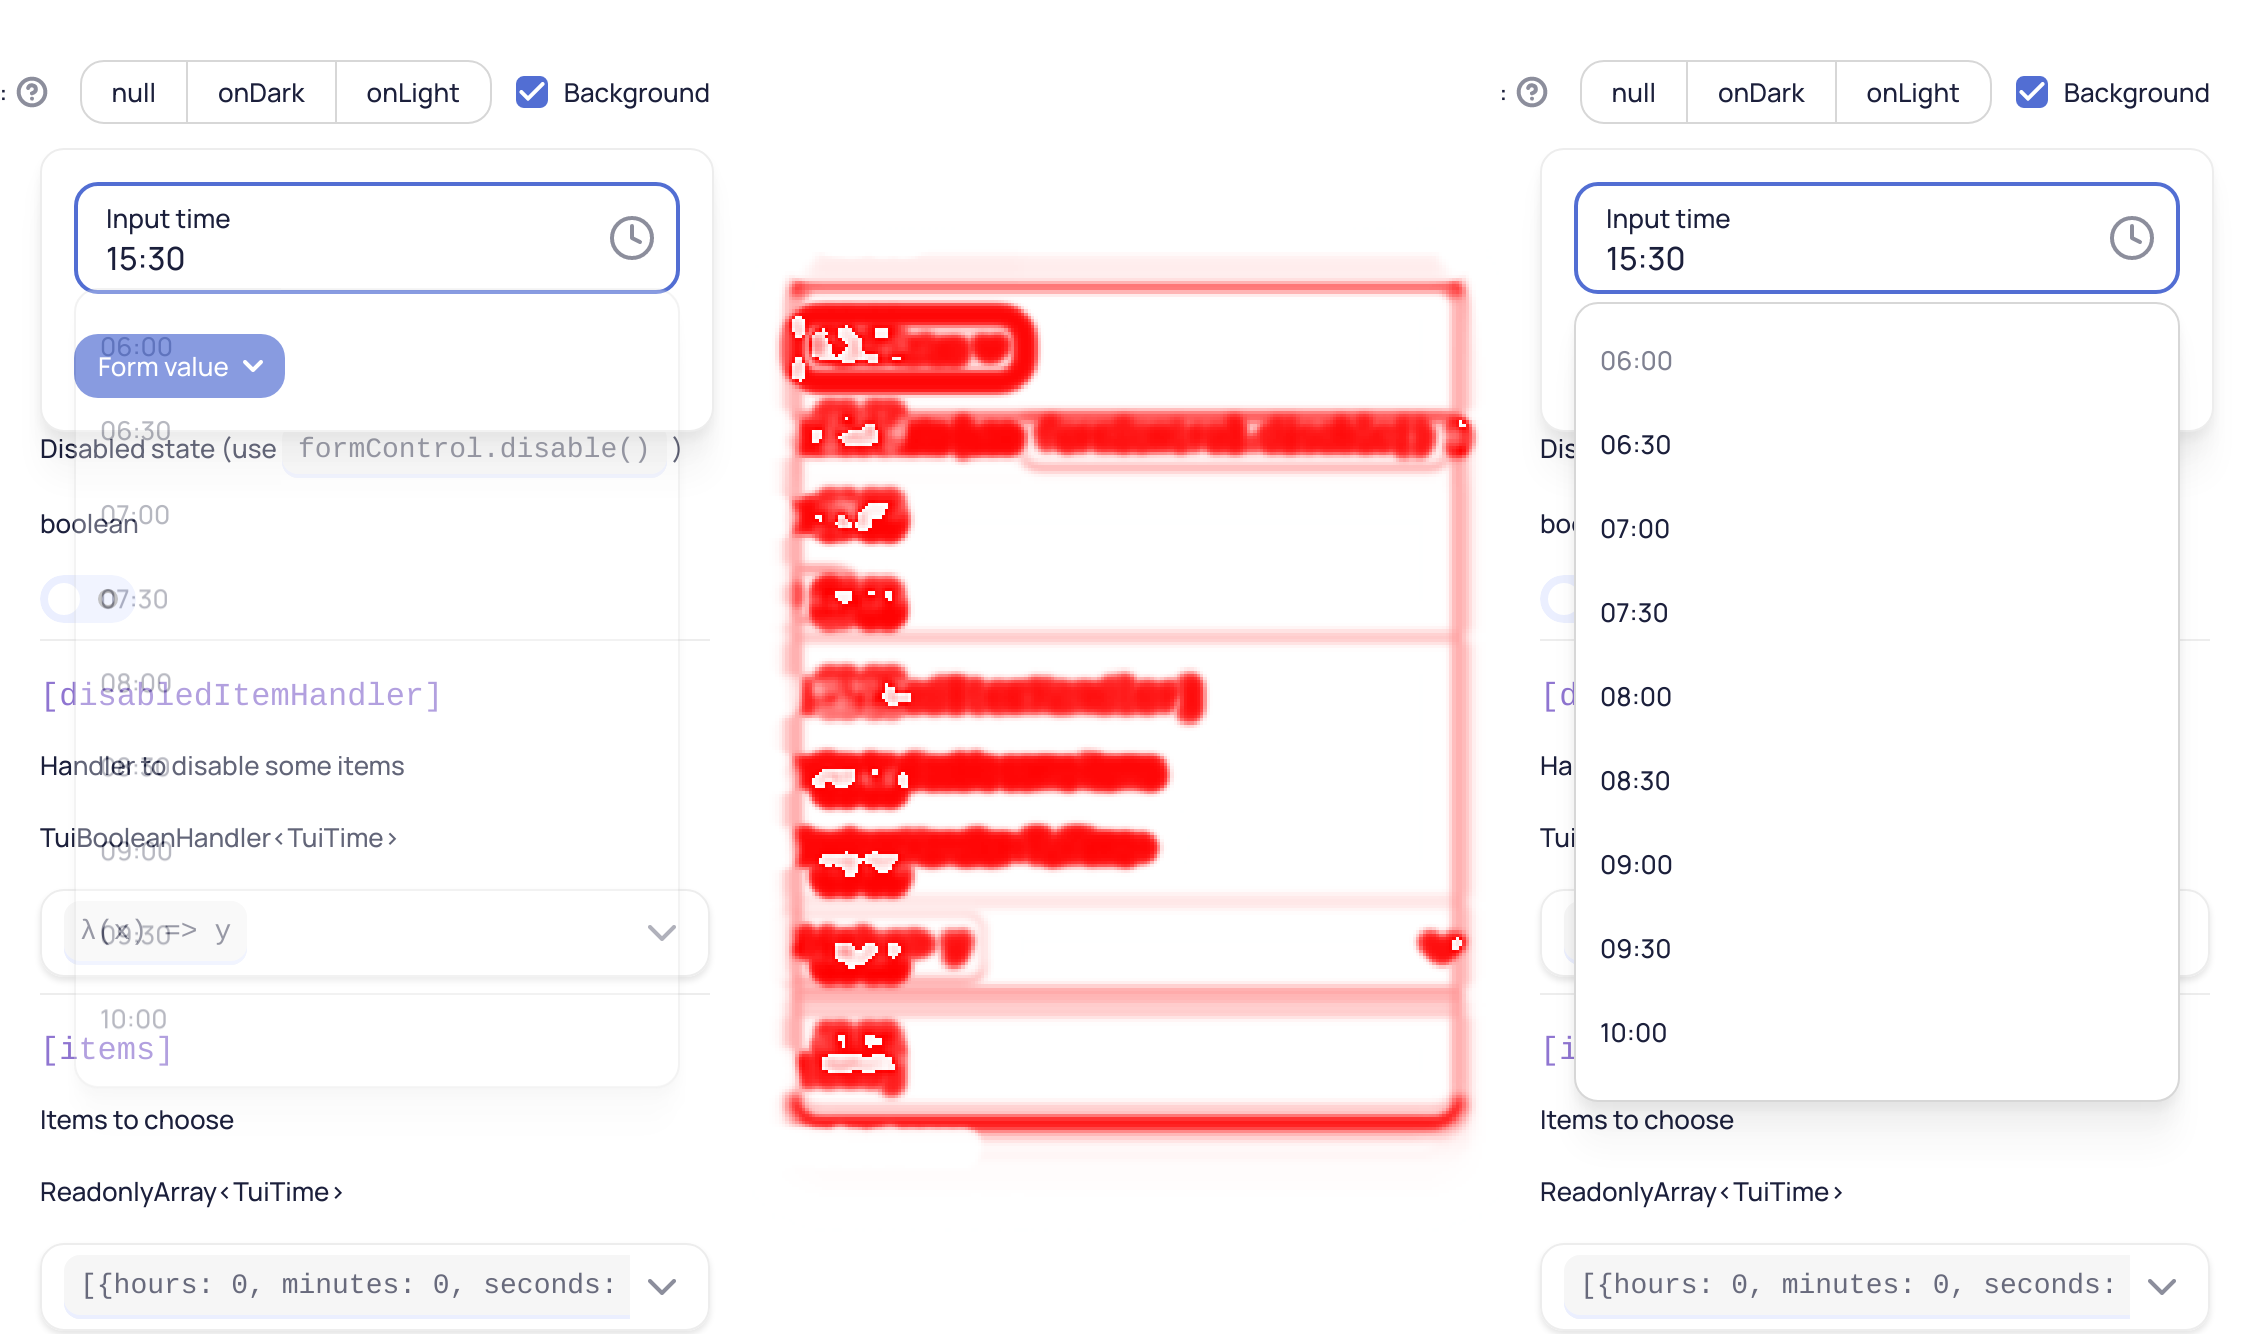 : null onDark onLight Background
Input time
15:30
06:00
Form value
06:30
Disabled state (use formControl.disable() )
07:00
boolean
07:30
08:00
[disabledItemHandler]
08:30
Handler to disable some items
TuiBooleanHandler<TuiTime>
09:00
λ(x) => y
09:30
10:00
[items]
Items to choose
ReadonlyArray<TuiTime>
[{hours: 0, minutes: 0, seconds:
: null onDark onLight Background
Input time
15:30
06:00
Dis
06:30
boo
07:00
07:30
[d
08:00
Ha
08:30
Tui
09:00
09:30
[i
10:00
Items to choose
ReadonlyArray<TuiTime>
[{hours: 0, minutes: 0, seconds: